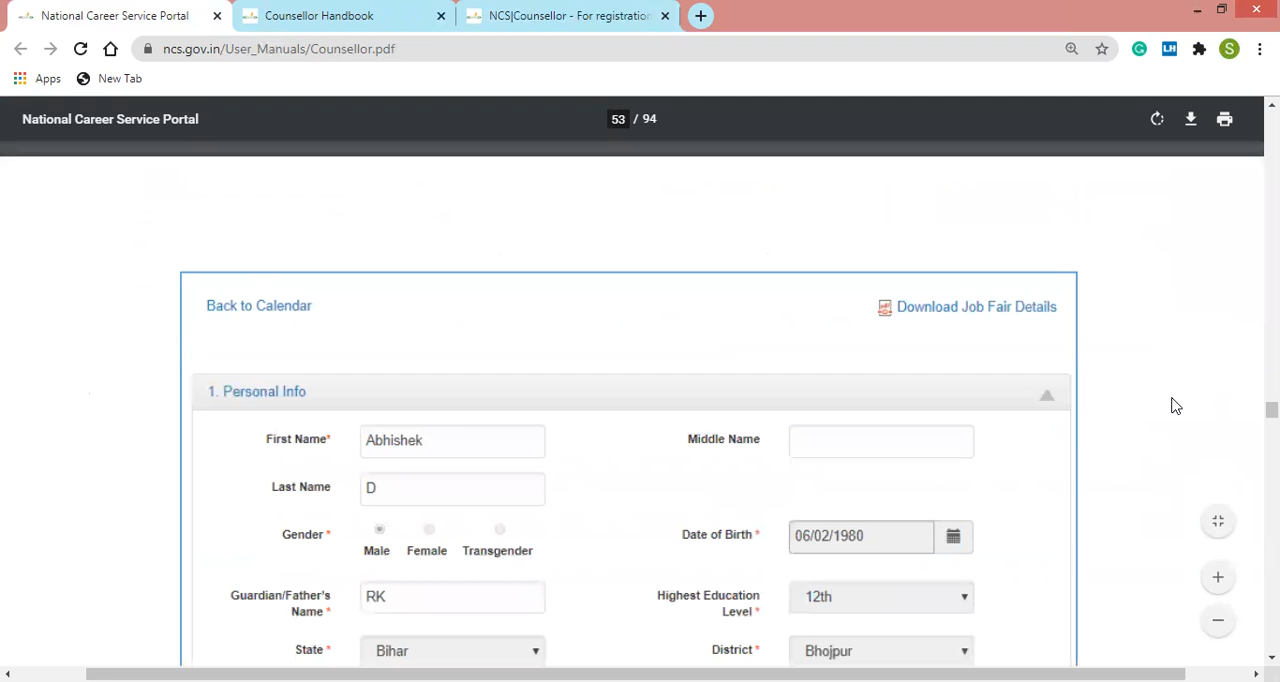 National Career Service Portal
Counsellor Handbook
NCS|Counsellor - For registration
ncs.gov.in/User_Manuals/Counsellor.pdf
LH
S
Apps
New Tab
National Career Service Portal
53 / 94
Back to Calendar
Download Job Fair Details
1. Personal Info
First Name*
Abhishek
Middle Name
Last Name
D
Gender *
Male
Female
Transgender
Date of Birth *
06/02/1980
Guardian/Father's
Name *
RK
Highest Education
Level *
12th
State *
Bihar
District *
Bhojpur